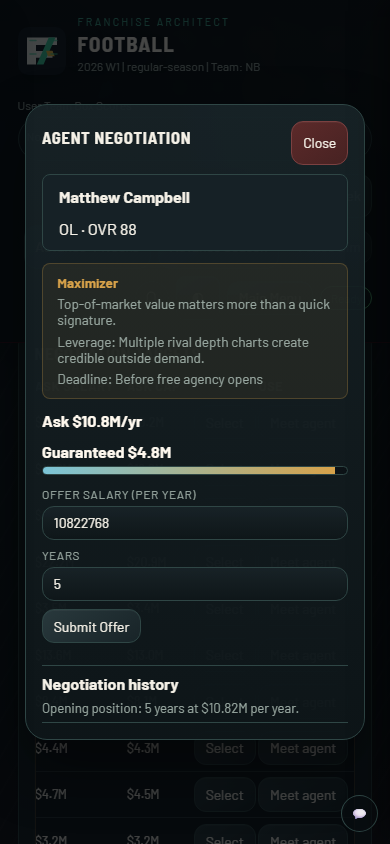 FRANCHISE ARCHITECT
FOOTBALL
2026 W1 | regular-season | Team: NB
AGENT NEGOTIATION
Close
Matthew Campbell
OL · OVR 88
Maximizer
Top-of-market value matters more than a quick
signature.
Leverage: Multiple rival depth charts create
credible outside demand.
Deadline: Before free agency opens
Ask $10.8M/yr
Guaranteed $4.8M
OFFER SALARY (PER YEAR)
10822768
YEARS
5
Submit Offer
Negotiation history
Opening position: 5 years at $10.82M per year.
$4.4M $4.3M Select Meet agent
$4.7M $4.5M Select Meet agent
$3.2M $3.2M Select Meet agent